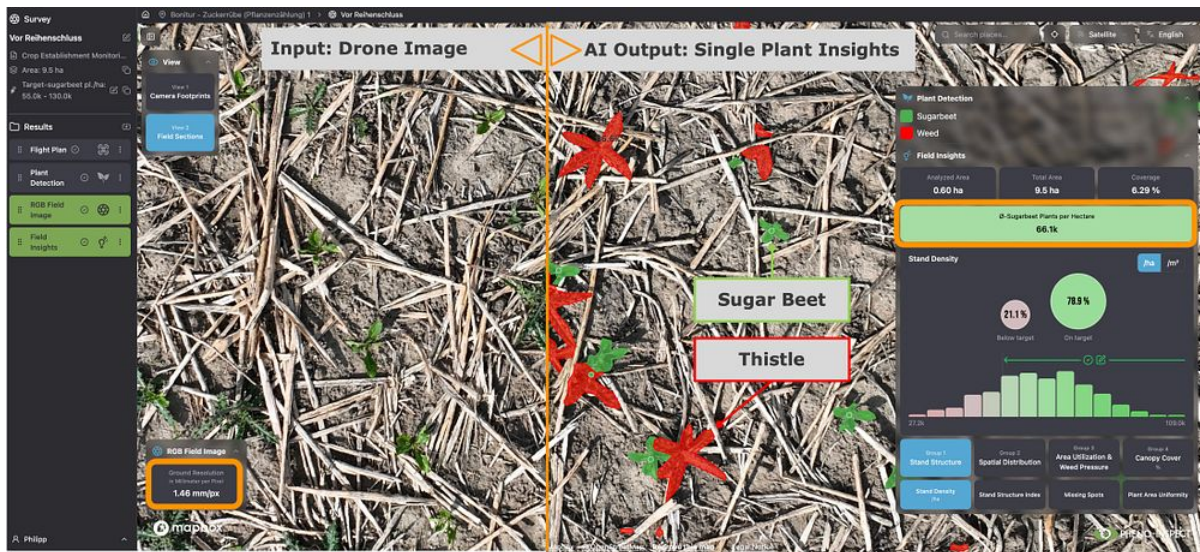 Survey
Vor Reihenschluss
Crop Establishment Monitori...
Area: 9.5 ha
Target-sugarbeet pl./ha:
55.0k - 130.0k
Results
Flight Plan
Plant
Detection
RGB Field
Image
Field
Insights
Philipp
Bonitur - Zuckerrübe (Pflanzenzählung) 1 > Vor Reihenschluss
View
View 1
Camera Footprints
View 2
Field Sections
Input: Drone Image
AI Output: Single Plant Insights
Search places...
Satellite
English
Sugar Beet
Thistle
RGB Field Image
Ground Resolution
in Millimeter per Pixel
1.46 mm/px
mapbox
Plant Detection
Sugarbeet
Weed
Field Insights
Analyzed Area
0.60 ha
Total Area
9.5 ha
Coverage
6.29 %
Ø-Sugarbeet Plants per Hectare
66.1k
Stand Density
/ha
/m²
21.1 %
Below target
78.9 %
On target
27.2k
109.0k
Group 1
Stand Structure
Group 2
Spatial Distribution
Group 3
Area Utilization &
Weed Pressure
Group 4
Canopy Cover
%
Stand Density
/ha
Stand Structure Index
Missing Spots
Plant Area Uniformity
PHENO-INSPECT